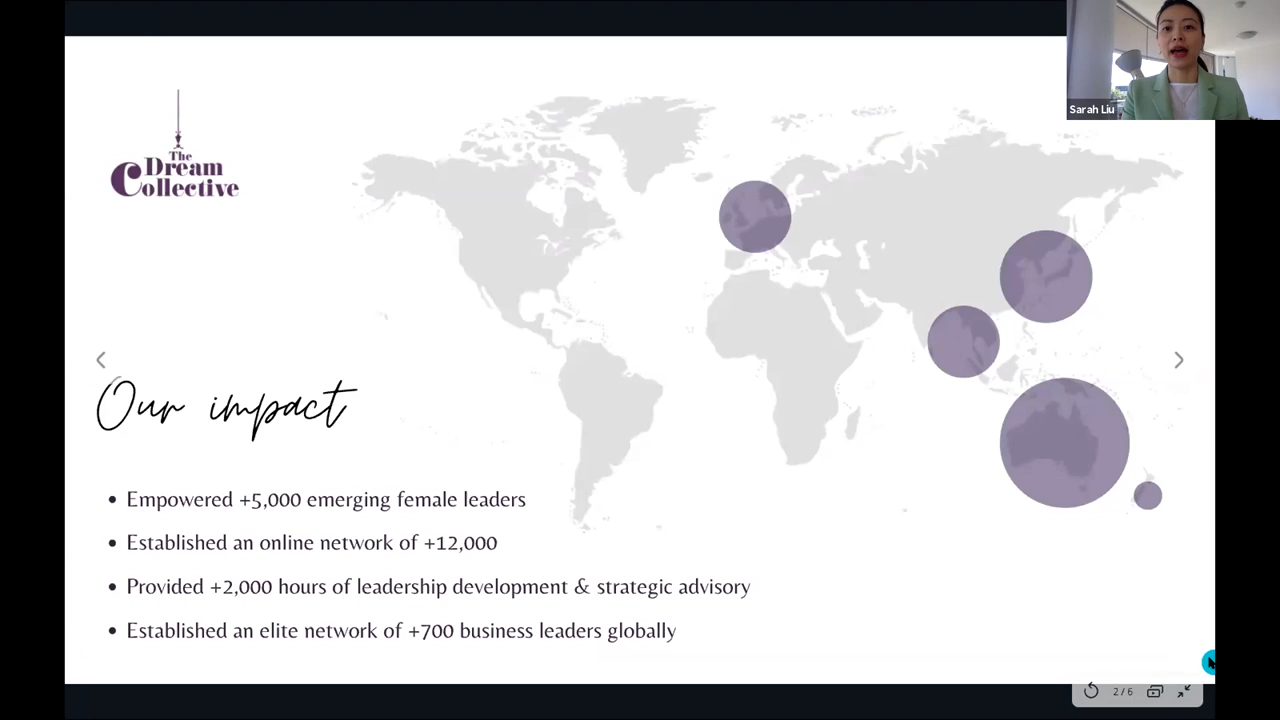 Sarah Liu
The
Dream
Collective
Our impact
• Empowered +5,000 emerging female leaders
• Established an online network of +12,000
• Provided +2,000 hours of leadership development & strategic advisory
• Established an elite network of +700 business leaders globally
2/6